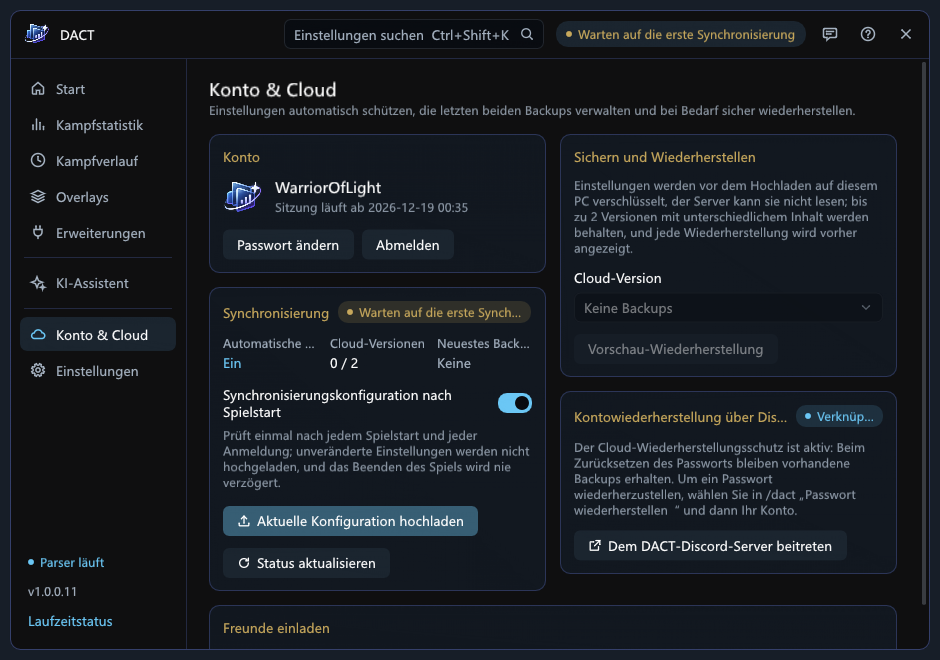 DACT
Einstellungen suchen Ctrl+Shift+K
Warten auf die erste Synchronisierung
Start
Kampfstatistik
Kampfverlauf
Overlays
Erweiterungen
KI-Assistent
Konto & Cloud
Einstellungen
Parser läuft
v1.0.0.11
Laufzeitstatus
Konto & Cloud
Einstellungen automatisch schützen, die letzten beiden Backups verwalten und bei Bedarf sicher wiederherstellen.
Konto
WarriorOfLight
Sitzung läuft ab 2026-12-19 00:35
Passwort ändern
Abmelden
Synchronisierung
Warten auf die erste Synch...
Automatische ...
Cloud-Versionen
Neuestes Back...
Ein
0 / 2
Keine
Synchronisierungskonfiguration nach
Spielstart
Prüft einmal nach jedem Spielstart und jeder
Anmeldung; unveränderte Einstellungen werden nicht
hochgeladen, und das Beenden des Spiels wird nie
verzögert.
Aktuelle Konfiguration hochladen
Status aktualisieren
Sichern und Wiederherstellen
Einstellungen werden vor dem Hochladen auf diesem
PC verschlüsselt, der Server kann sie nicht lesen; bis
zu 2 Versionen mit unterschiedlichem Inhalt werden
behalten, und jede Wiederherstellung wird vorher
angezeigt.
Cloud-Version
Keine Backups
Vorschau-Wiederherstellung
Kontowiederherstellung über Dis...
Verknüp...
Der Cloud-Wiederherstellungsschutz ist aktiv: Beim
Zurücksetzen des Passworts bleiben vorhandene
Backups erhalten. Um ein Passwort
wiederherzustellen, wählen Sie in /dact „Passwort
wiederherstellen “ und dann Ihr Konto.
Dem DACT-Discord-Server beitreten
Freunde einladen